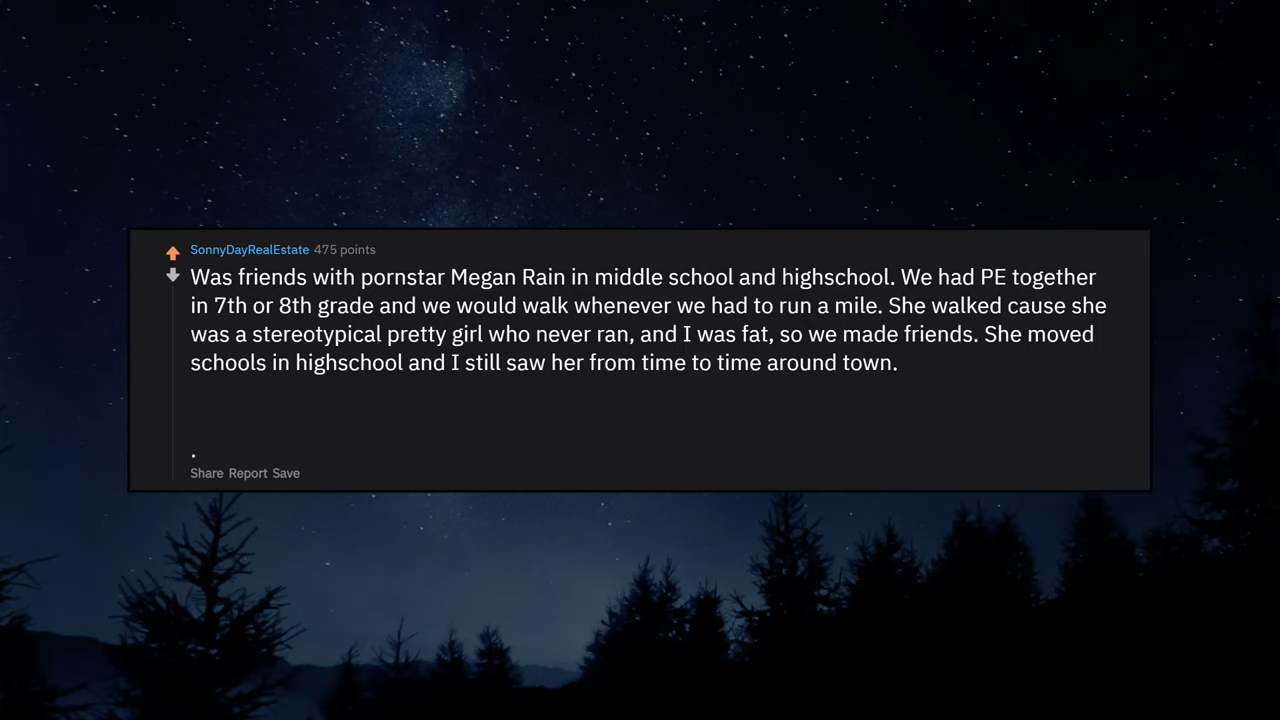 SonnyDayRealEstate 475 points
Was friends with pornstar Megan Rain in middle school and highschool. We had PE together
in 7th or 8th grade and we would walk whenever we had to run a mile. She walked cause she
was a stereotypical pretty girl who never ran, and I was fat, so we made friends. She moved
schools in highschool and I still saw her from time to time around town.
.
Share Report Save